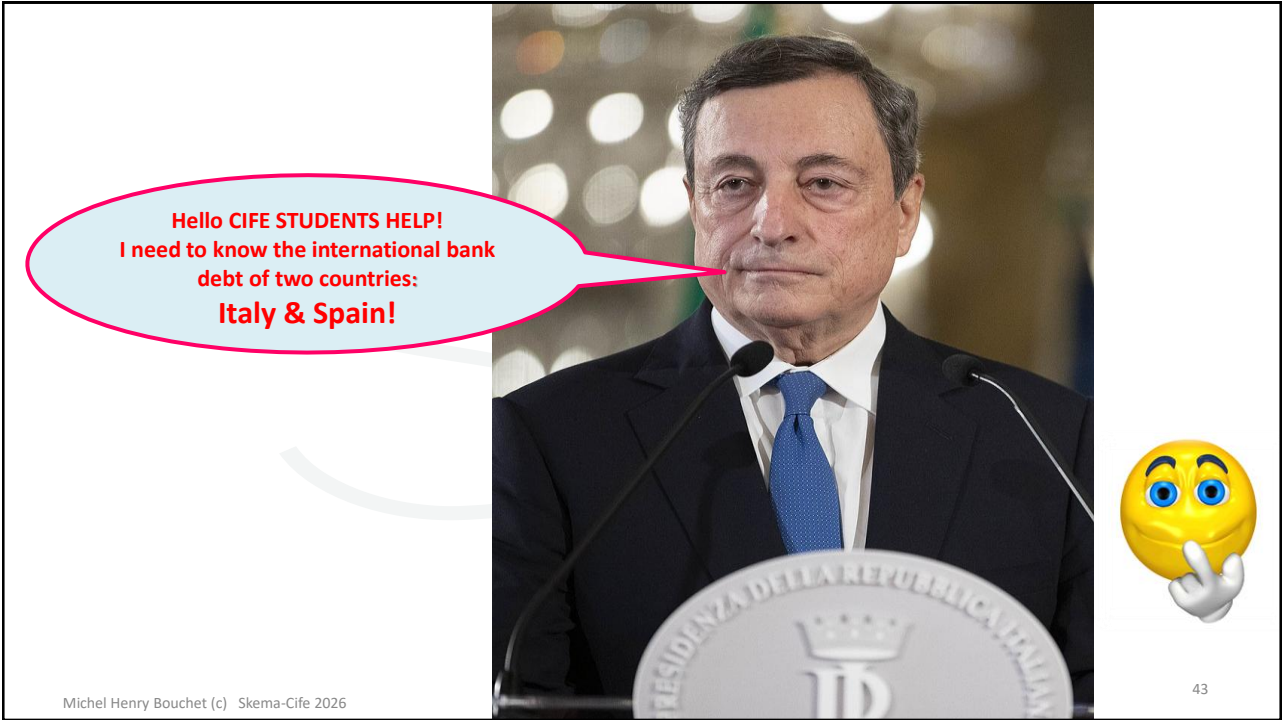 Hello CIFE STUDENTS HELP!
I need to know the international bank
debt of two countries:
Italy & Spain!
PRESIDENZA DELLA REPUBBLICA ITALIANA
Michel Henry Bouchet (c) Skema-Cife 2026
43